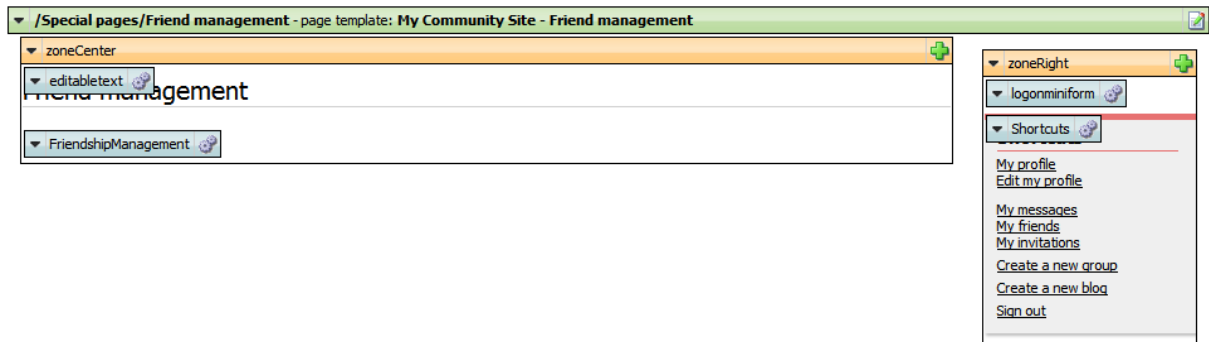 /Special pages/Friend management - page template: My Community Site - Friend management
zoneCenter
editabletext
management
FriendshipManagement
zoneRight
logonminiform
Shortcuts
My profile
Edit my profile
My messages
My friends
My invitations
Create a new group
Create a new blog
Sign out